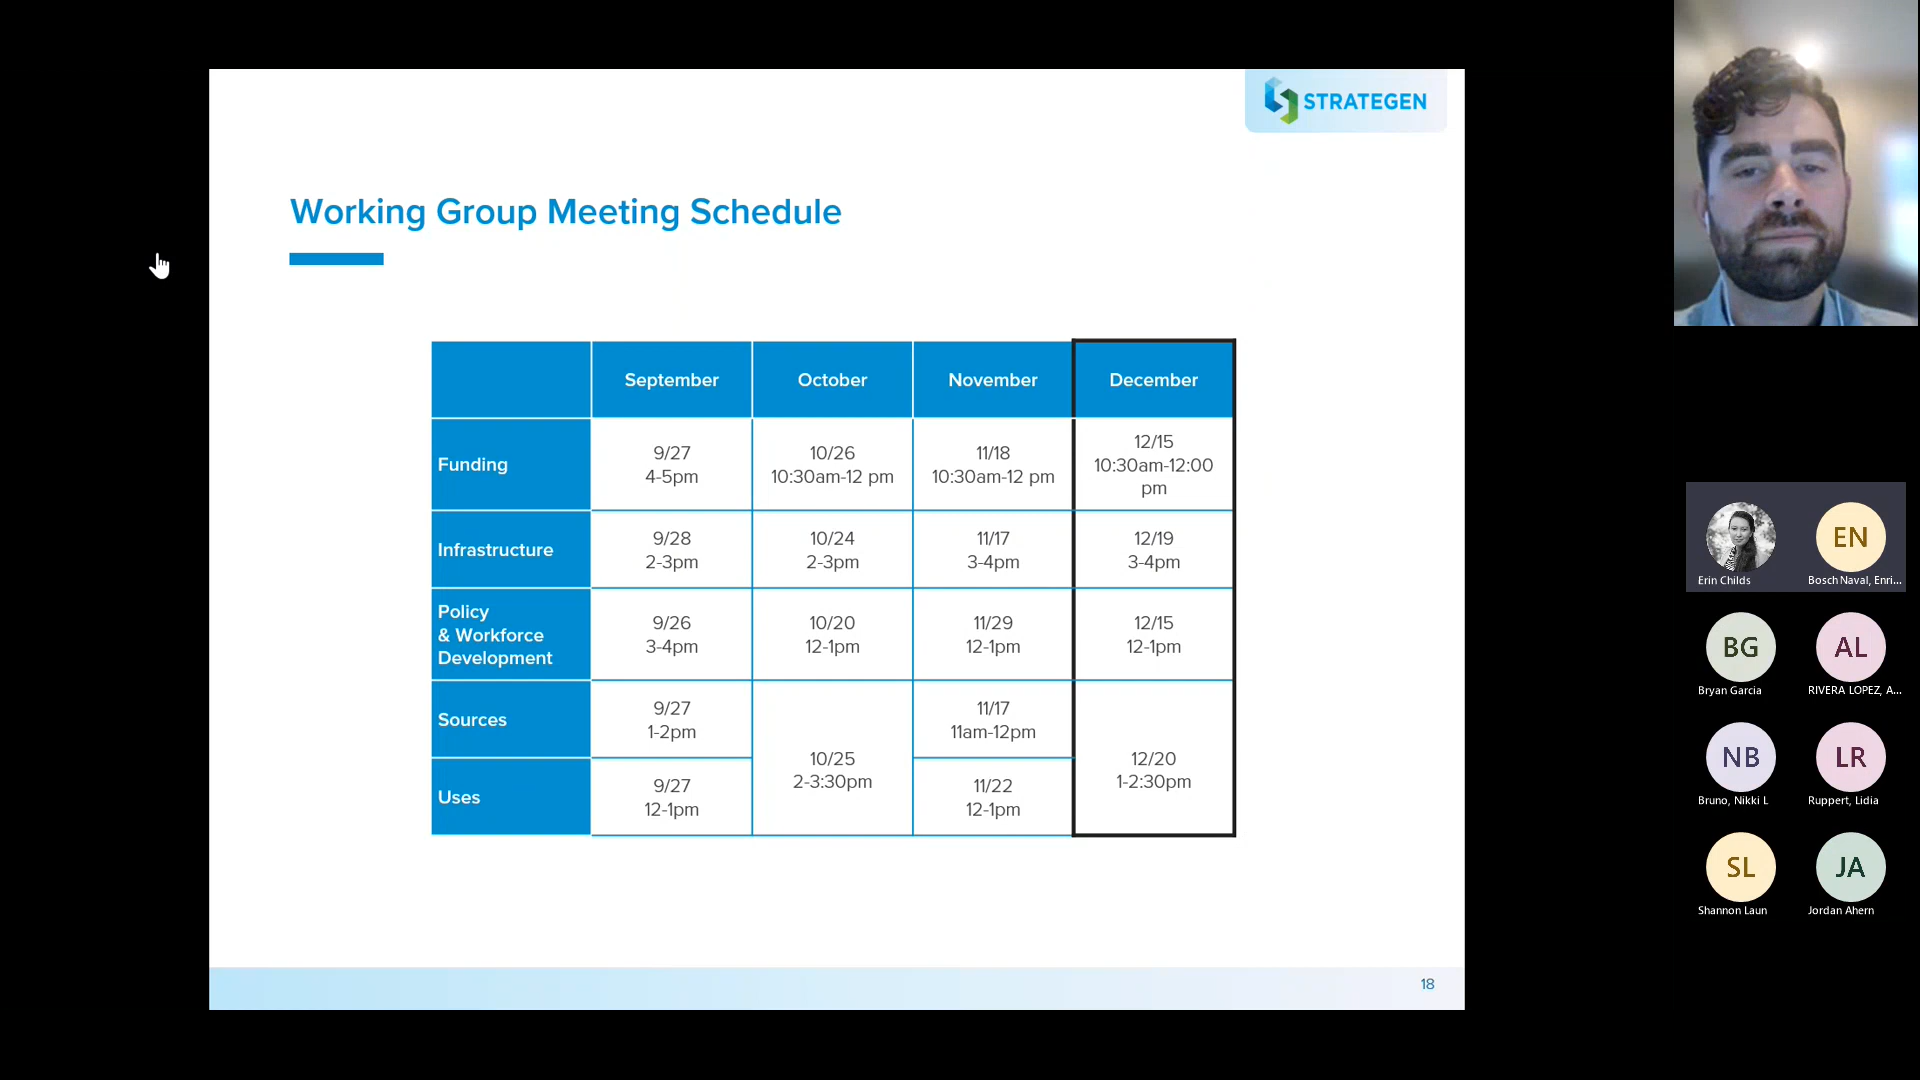 STRATEGEN
Working Group Meeting Schedule
September
October
November
December
Funding
9/27
4-5pm
10/26
10:30am-12 pm
11/18
10:30am-12 pm
12/15
10:30am-12:00
pm
Infrastructure
9/28
2-3pm
10/24
2-3pm
11/17
3-4pm
12/19
3-4pm
Policy
& Workforce
Development
9/26
3-4pm
10/20
12-1pm
11/29
12-1pm
12/15
12-1pm
Sources
9/27
1-2pm
10/25
2-3:30pm
11/17
11am-12pm
12/20
1-2:30pm
Uses
9/27
12-1pm
11/22
12-1pm
18
Erin Childs
EN
Bosch Naval, Enri...
BG
Bryan Garcia
AL
RIVERA LOPEZ, A...
NB
Bruno, Nikki L
LR
Ruppert, Lidia
SL
Shannon Laun
JA
Jordan Ahern